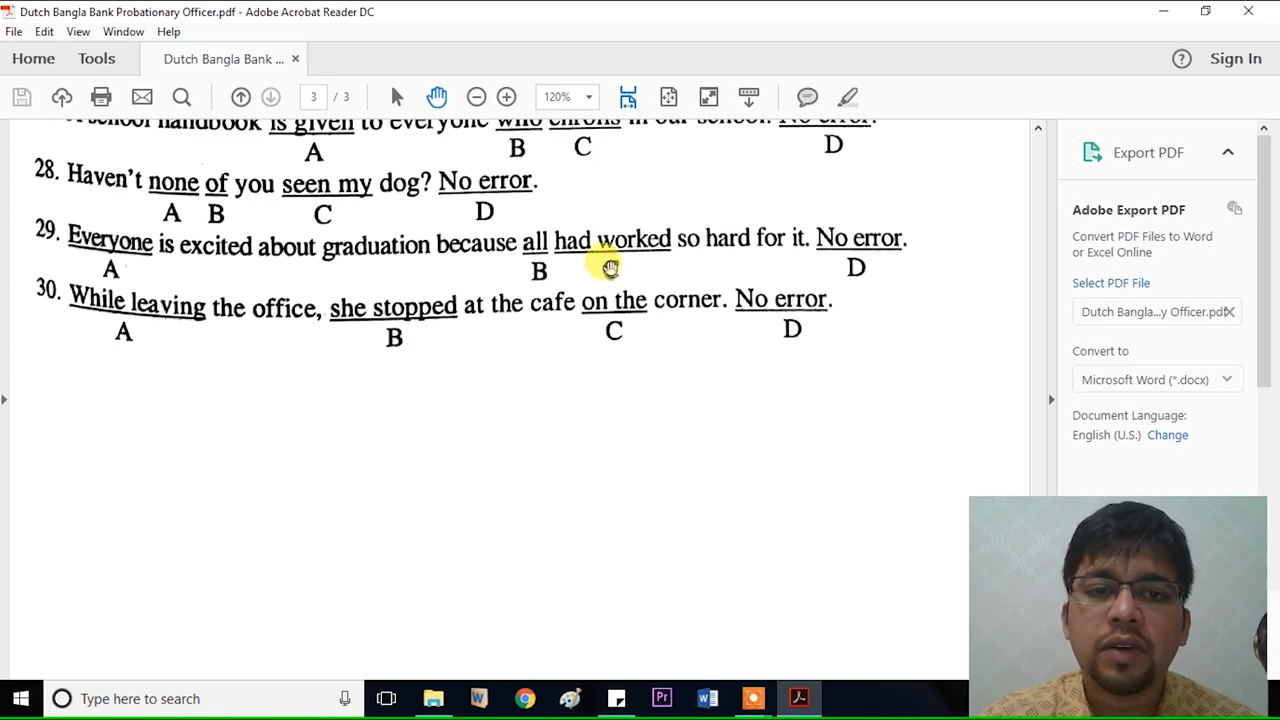 Dutch Bangla Bank Probationary Officer.pdf - Adobe Acrobat Reader DC
File Edit View Window Help
Home Tools Dutch Bangla Bank ... × Sign In
3 / 3 120%
A school handbook is given to everyone who enrolls in our school. No error.
A B C D
28. Haven't none of you seen my dog? No error.
A B C D
29. Everyone is excited about graduation because all had worked so hard for it. No error.
A B D
30. While leaving the office, she stopped at the cafe on the corner. No error.
A B C D
Export PDF
Adobe Export PDF
Convert PDF Files to Word
or Excel Online
Select PDF File
Dutch Bangla...y Officer.pdf
Convert to
Microsoft Word (*.docx)
Document Language:
English (U.S.) Change
Type here to search